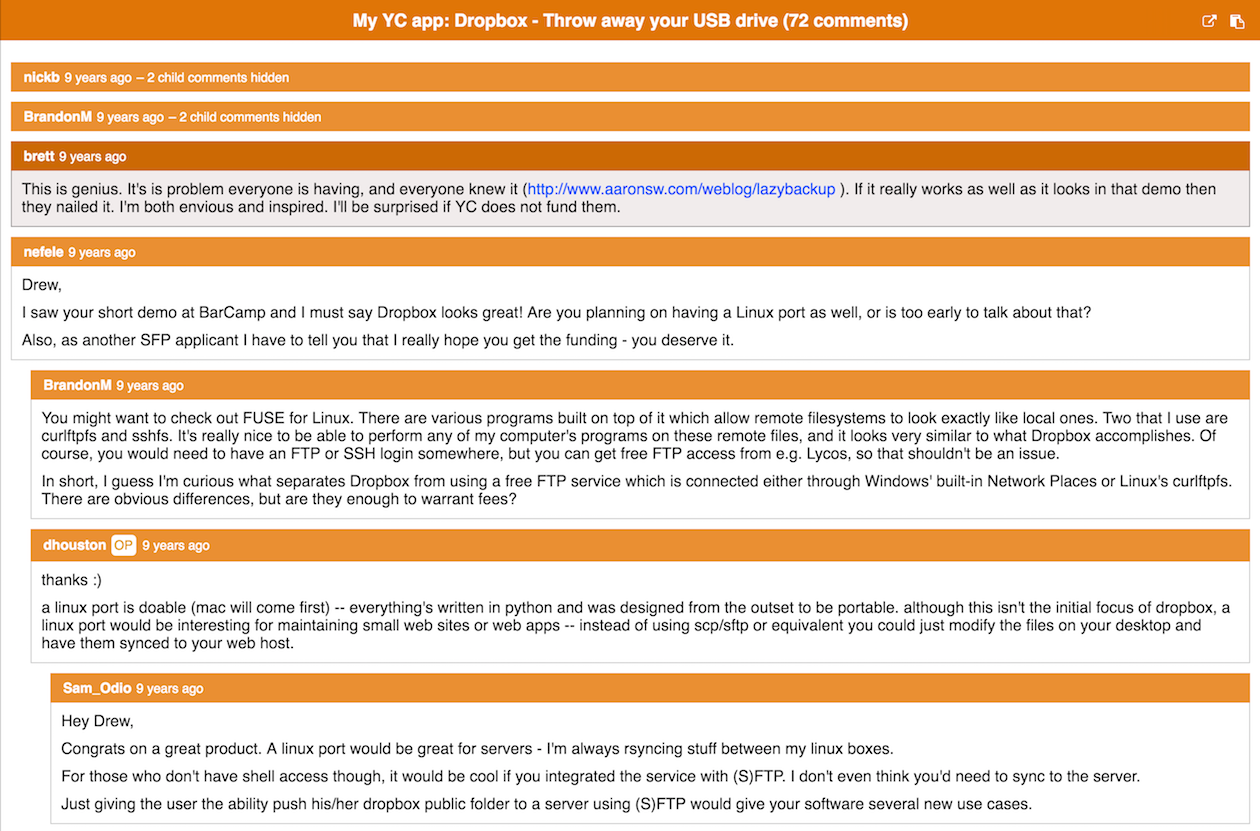 My YC app: Dropbox - Throw away your USB drive (72 comments)
nickb 9 years ago – 2 child comments hidden
BrandonM 9 years ago – 2 child comments hidden
brett 9 years ago
This is genius. It's is problem everyone is having, and everyone knew it (http://www.aaronsw.com/weblog/lazybackup ). If it really works as well as it looks in that demo then
they nailed it. I'm both envious and inspired. I'll be surprised if YC does not fund them.
nefele 9 years ago
Drew,
I saw your short demo at BarCamp and I must say Dropbox looks great! Are you planning on having a Linux port as well, or is too early to talk about that?
Also, as another SFP applicant I have to tell you that I really hope you get the funding - you deserve it.
BrandonM 9 years ago
You might want to check out FUSE for Linux. There are various programs built on top of it which allow remote filesystems to look exactly like local ones. Two that I use are
curlftpfs and sshfs. It's really nice to be able to perform any of my computer's programs on these remote files, and it looks very similar to what Dropbox accomplishes. Of
course, you would need to have an FTP or SSH login somewhere, but you can get free FTP access from e.g. Lycos, so that shouldn't be an issue.
In short, I guess I'm curious what separates Dropbox from using a free FTP service which is connected either through Windows' built-in Network Places or Linux's curlftpfs.
There are obvious differences, but are they enough to warrant fees?
dhouston OP 9 years ago
thanks :)
a linux port is doable (mac will come first) -- everything's written in python and was designed from the outset to be portable. although this isn't the initial focus of dropbox, a
linux port would be interesting for maintaining small web sites or web apps -- instead of using scp/sftp or equivalent you could just modify the files on your desktop and
have them synced to your web host.
Sam_Odio 9 years ago
Hey Drew,
Congrats on a great product. A linux port would be great for servers - I'm always rsyncing stuff between my linux boxes.
For those who don't have shell access though, it would be cool if you integrated the service with (S)FTP. I don't even think you'd need to sync to the server.
Just giving the user the ability push his/her dropbox public folder to a server using (S)FTP would give your software several new use cases.